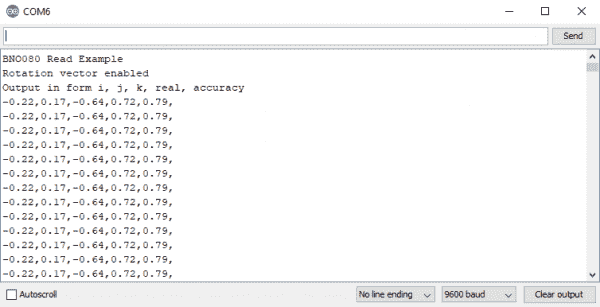 COM6
Send
BNO080 Read Example
Rotation vector enabled
Output in form i, j, k, real, accuracy
-0.22,0.17,-0.64,0.72,0.79,
-0.22,0.17,-0.64,0.72,0.79,
-0.22,0.17,-0.64,0.72,0.79,
-0.22,0.17,-0.64,0.72,0.79,
-0.22,0.17,-0.64,0.72,0.79,
-0.22,0.17,-0.64,0.72,0.79,
-0.22,0.17,-0.64,0.72,0.79,
-0.22,0.17,-0.64,0.72,0.79,
-0.22,0.17,-0.64,0.72,0.79,
-0.22,0.17,-0.64,0.72,0.79,
-0.22,0.17,-0.64,0.72,0.79,
-0.22,0.17,-0.64,0.72,0.79,
-0.22,0.17,-0.64,0.72,0.79,
Autoscroll No line ending 9600 baud Clear output